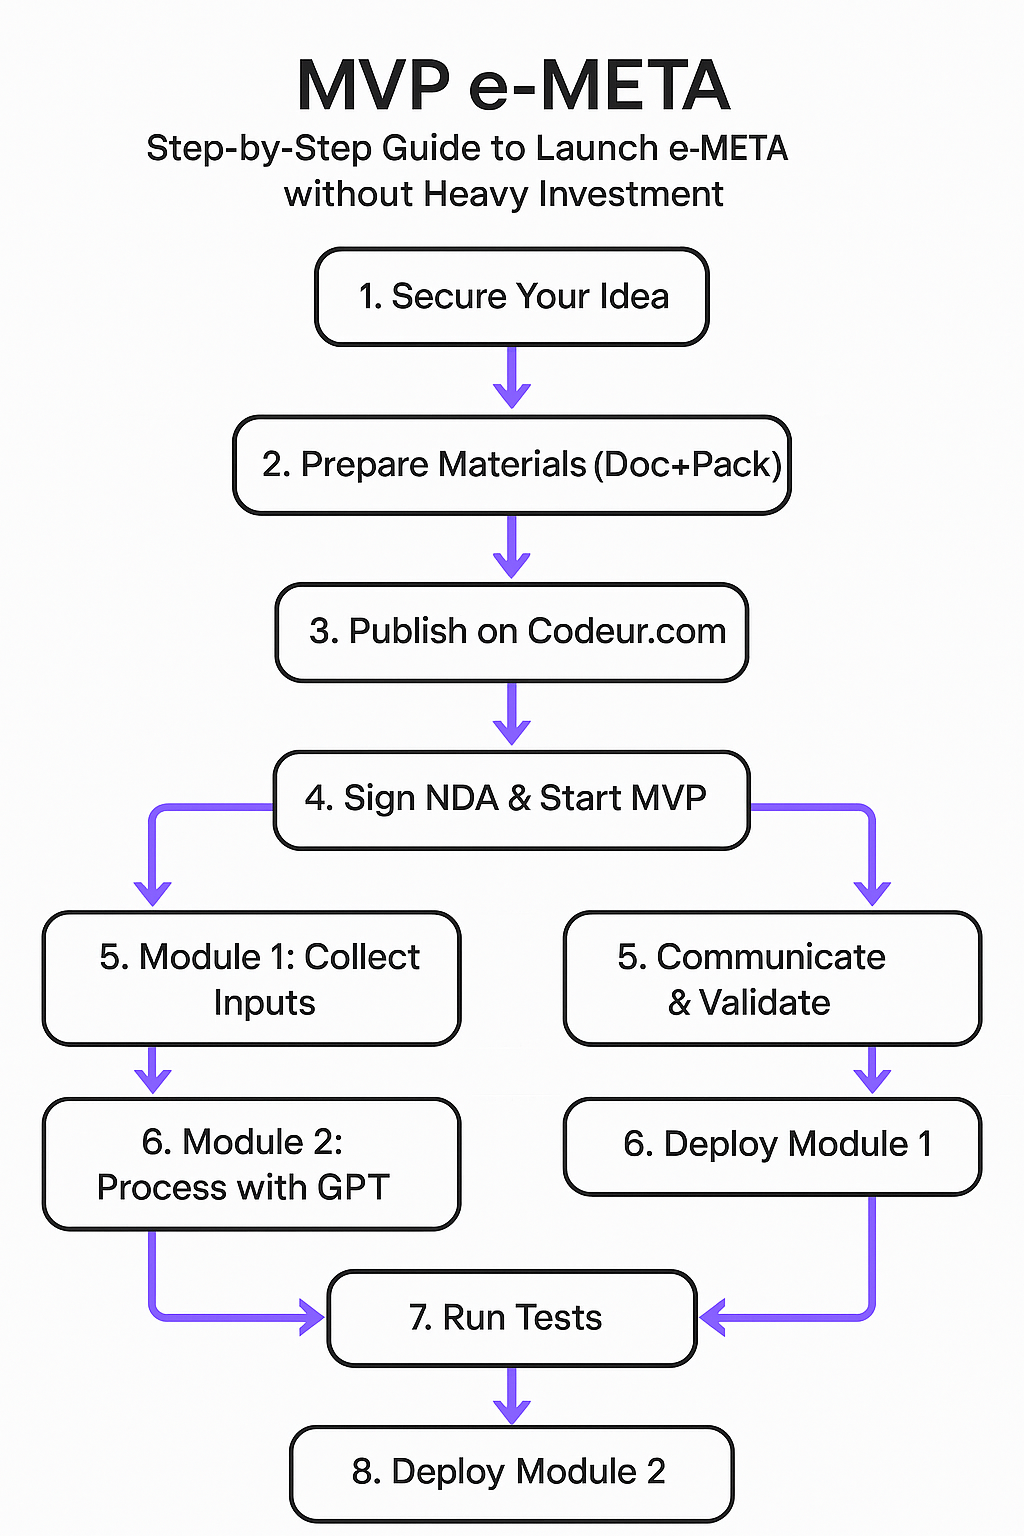 MVP e-META
Step-by-Step Guide to Launch e-META
without Heavy Investment
1. Secure Your Idea
2. Prepare Materials (Doc+Pack)
3. Publish on Codeur.com
4. Sign NDA & Start MVP
5. Module 1: Collect
Inputs
5. Communicate
& Validate
6. Module 2:
Process with GPT
6. Deploy Module 1
7. Run Tests
8. Deploy Module 2